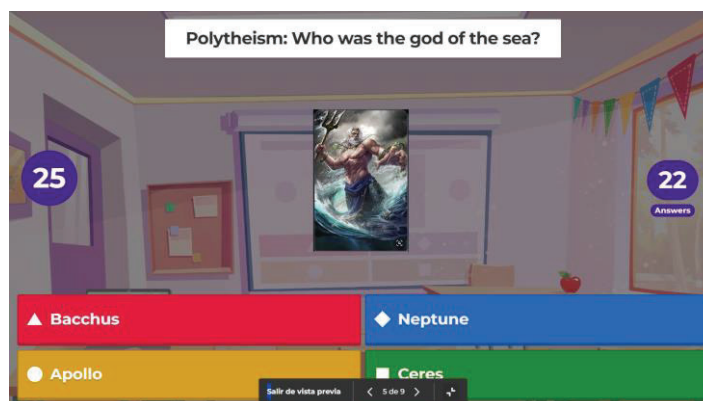 Polytheism: Who was the god of the sea?
25
22
Answers
Bacchus
Neptune
Apollo
Ceres
Salir de vista previa
5 de 9